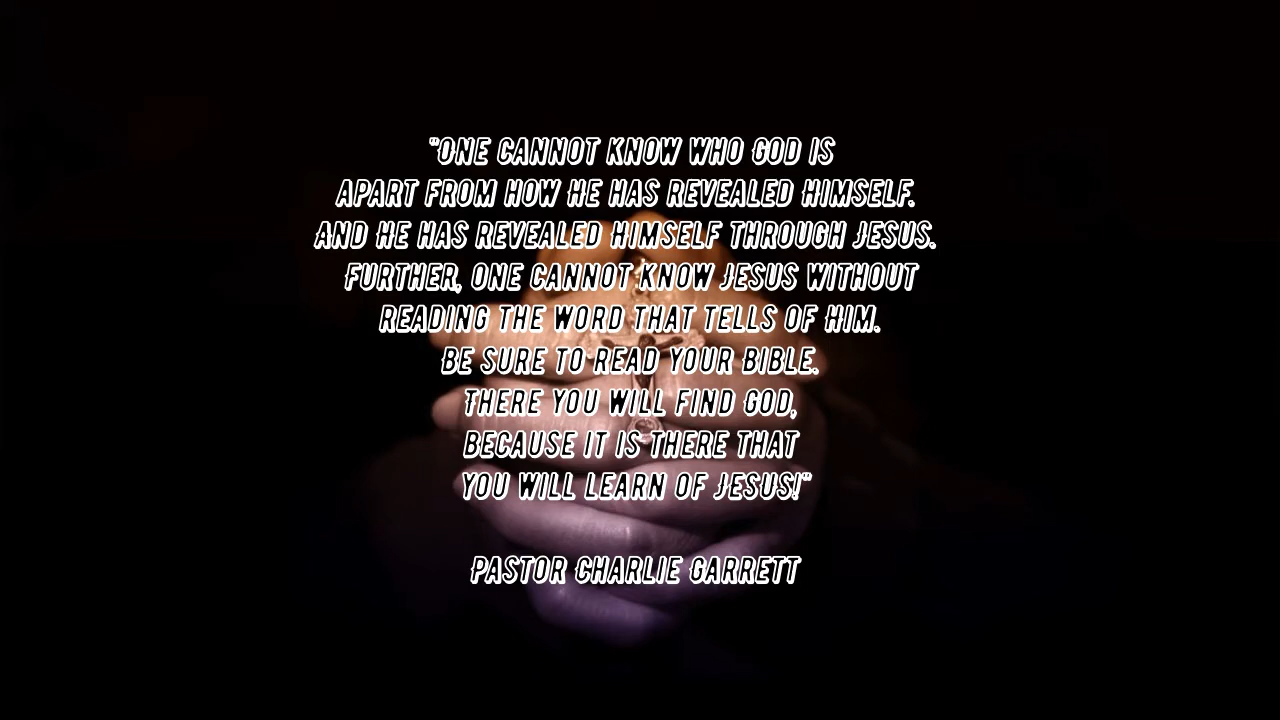 "One cannot know who God is
apart from how He has revealed Himself.
And He has revealed Himself through Jesus.
Further, one cannot know Jesus without
reading the word that tells of Him.
Be sure to read your Bible.
There you will find God,
because it is there that
you will learn of Jesus!"
Pastor Charlie Garrett